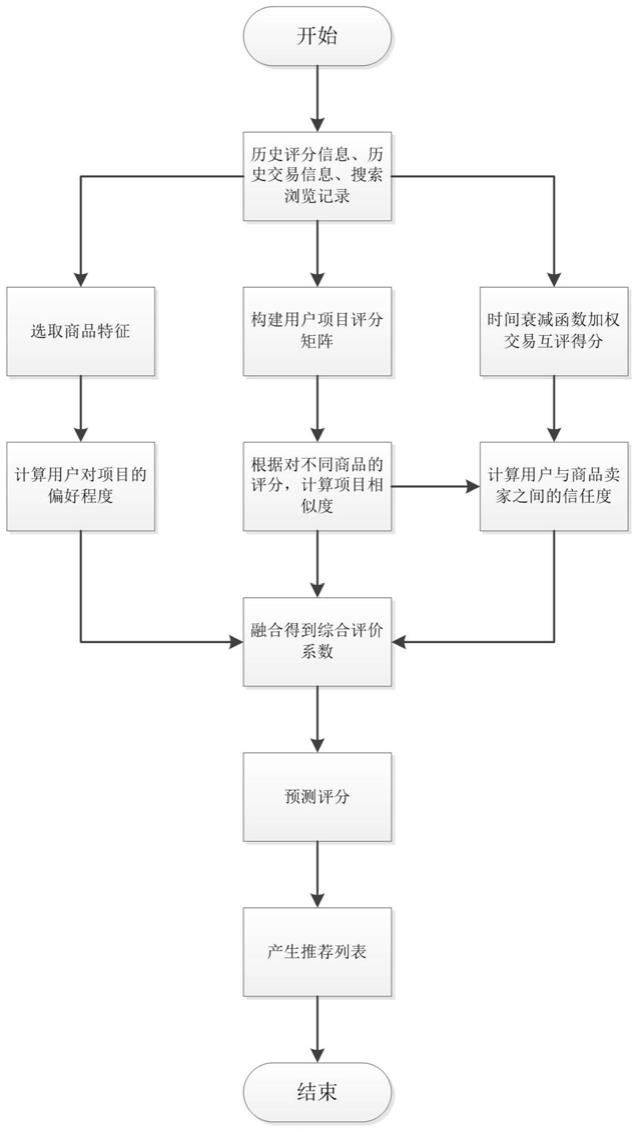 开始
历史评分信息、历
史交易信息、搜索
浏览记录
选取商品特征
构建用户项目评分
矩阵
时间衰减函数加权
交易互评得分
计算用户对项目的
偏好程度
根据对不同商品的
评分，计算项目相
似度
计算用户与商品卖
家之间的信任度
融合得到综合评价
系数
预测评分
产生推荐列表
结束